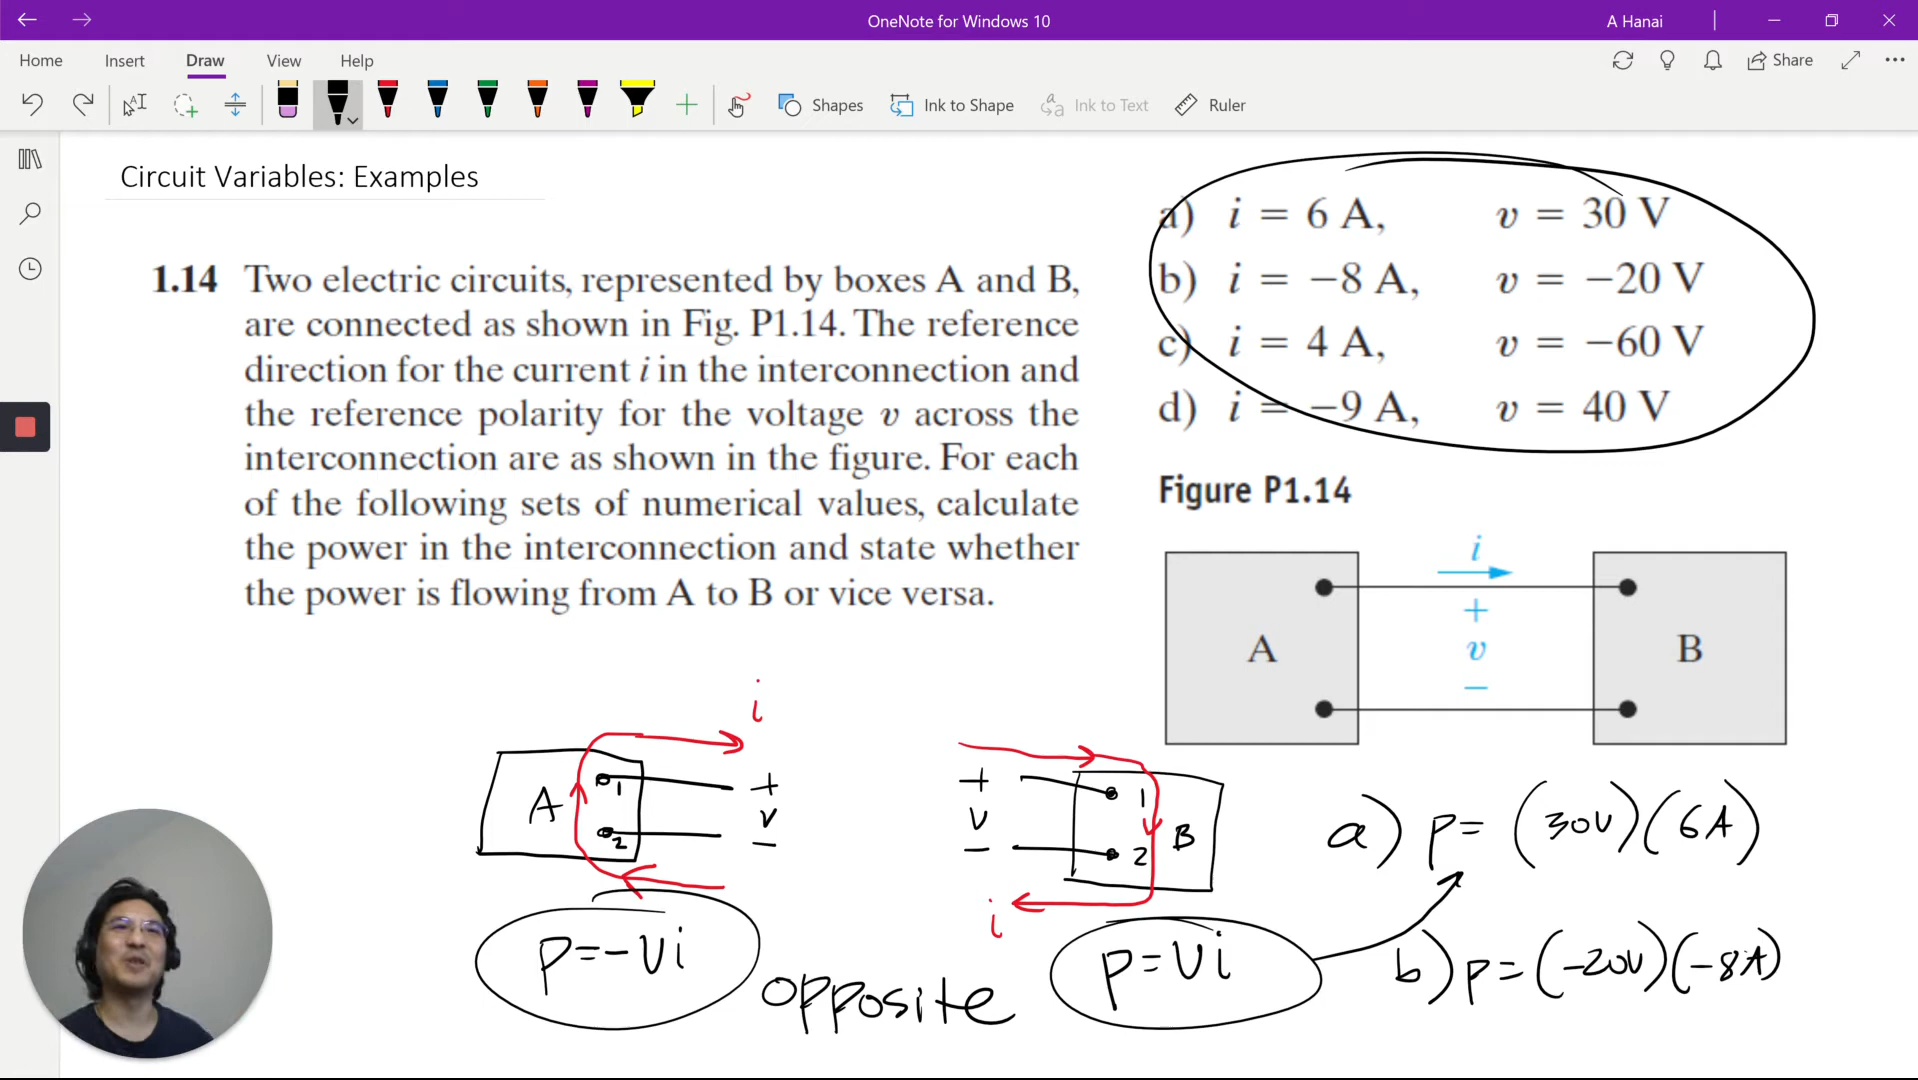 OneNote for Windows 10
A Hanai
Home Insert Draw View Help
Share
Shapes Ink to Shape Ink to Text Ruler
Circuit Variables: Examples
1.14 Two electric circuits, represented by boxes A and B,
are connected as shown in Fig. P1.14. The reference
direction for the current i in the interconnection and
the reference polarity for the voltage v across the
interconnection are as shown in the figure. For each
of the following sets of numerical values, calculate
the power in the interconnection and state whether
the power is flowing from A to B or vice versa.
a) i = 6 A, v = 30 V
b) i = −8 A, v = −20 V
c) i = 4 A, v = −60 V
d) i = −9 A, v = 40 V
Figure P1.14
i
+
A v B
−
i
A 1 2
+
v
−
+
v
−
1 B 2
i
p=-vi
opposite
p=vi
a) p= (30V)(6A)
b) p=(-20V)(-8A)